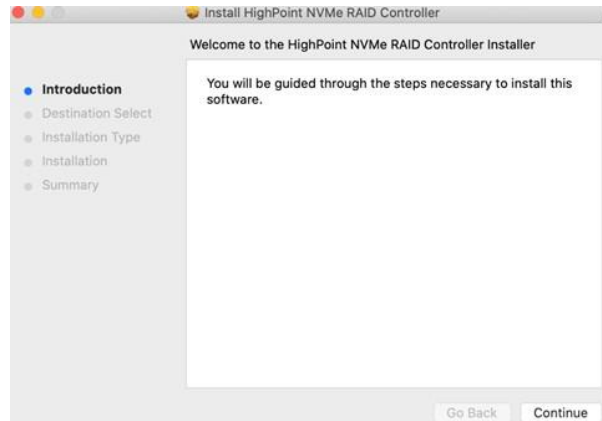 Install HighPoint NVMe RAID Controller
Welcome to the HighPoint NVMe RAID Controller Installer
Introduction
Destination Select
Installation Type
Installation
Summary
You will be guided through the steps necessary to install this
software.
Go Back
Continue